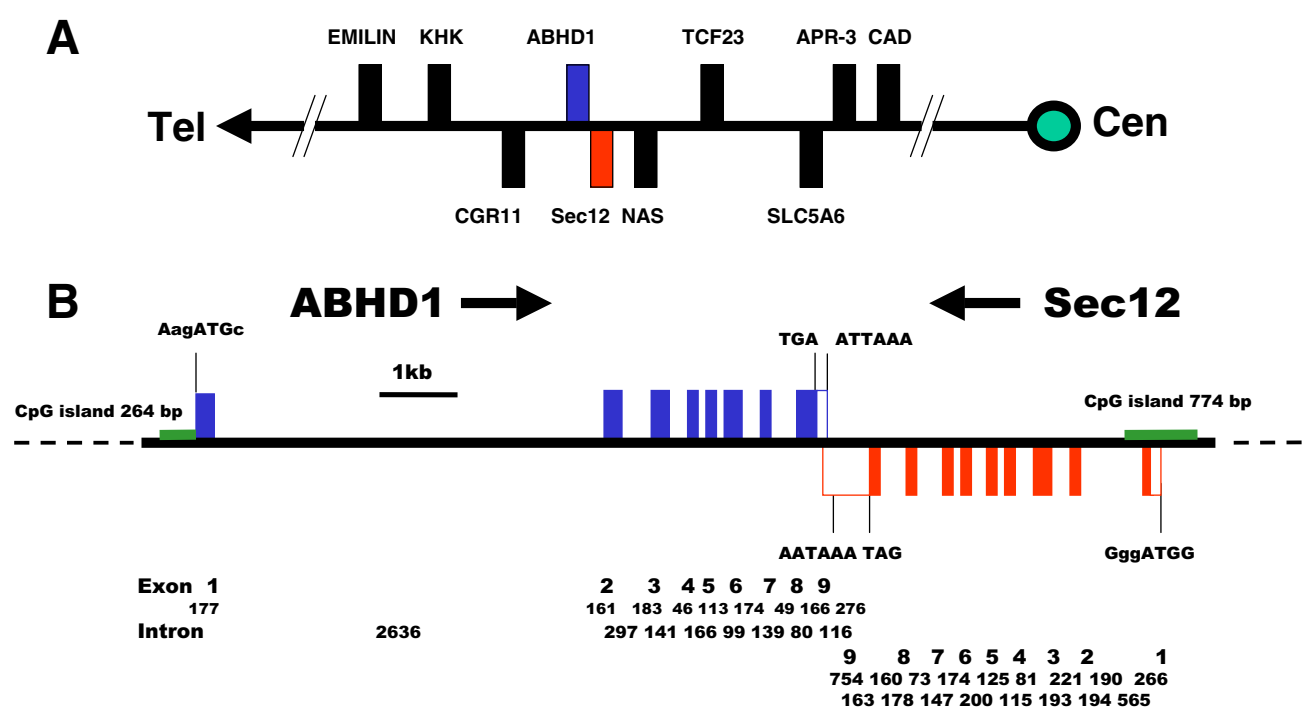 A
EMILIN KHK ABHD1 TCF23 APR-3 CAD
Tel Cen
CGR11 Sec12 NAS SLC5A6
B
ABHD1 Sec12
AagATGc TGA ATTAAA
1kb
CpG island 264 bp CpG island 774 bp
AATAAA TAG GggATGG
Exon 1 2 3 4 5 6 7 8 9
177 161 183 46 113 174 49 166 276
Intron 2636 297 141 166 99 139 80 116
9 8 7 6 5 4 3 2 1
754 160 73 174 125 81 221 190 266
163 178 147 200 115 193 194 565